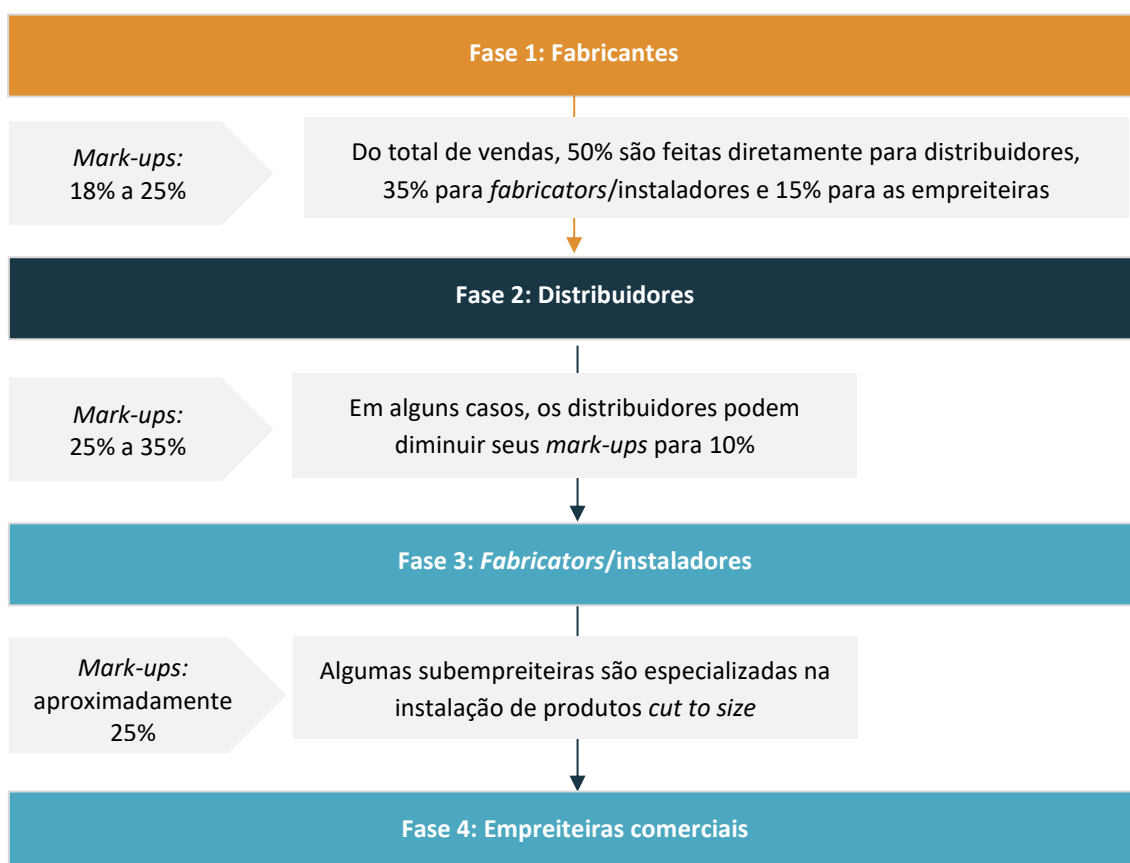 Fase 1: Fabricantes
Mark-ups:
18% a 25%
Do total de vendas, 50% são feitas diretamente para distribuidores,
35% para fabricators/instaladores e 15% para as empreiteiras
Fase 2: Distribuidores
Mark-ups:
25% a 35%
Em alguns casos, os distribuidores podem
diminuir seus mark-ups para 10%
Fase 3: Fabricators/instaladores
Mark-ups:
aproximadamente
25%
Algumas subempreiteiras são especializadas na
instalação de produtos cut to size
Fase 4: Empreiteiras comerciais